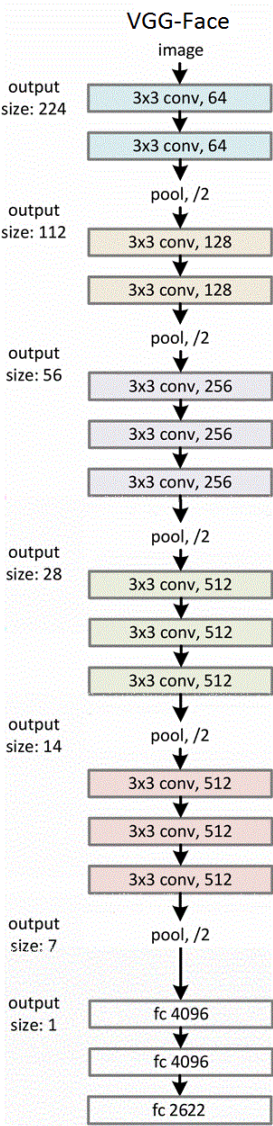 VGG-Face
image
output
size: 224
3x3 conv, 64
3x3 conv, 64
pool, /2
output
size: 112
3x3 conv, 128
3x3 conv, 128
pool, /2
output
size: 56
3x3 conv, 256
3x3 conv, 256
3x3 conv, 256
pool, /2
output
size: 28
3x3 conv, 512
3x3 conv, 512
3x3 conv, 512
pool, /2
output
size: 14
3x3 conv, 512
3x3 conv, 512
3x3 conv, 512
output
size: 7
pool, /2
output
size: 1
fc 4096
fc 4096
fc 2622